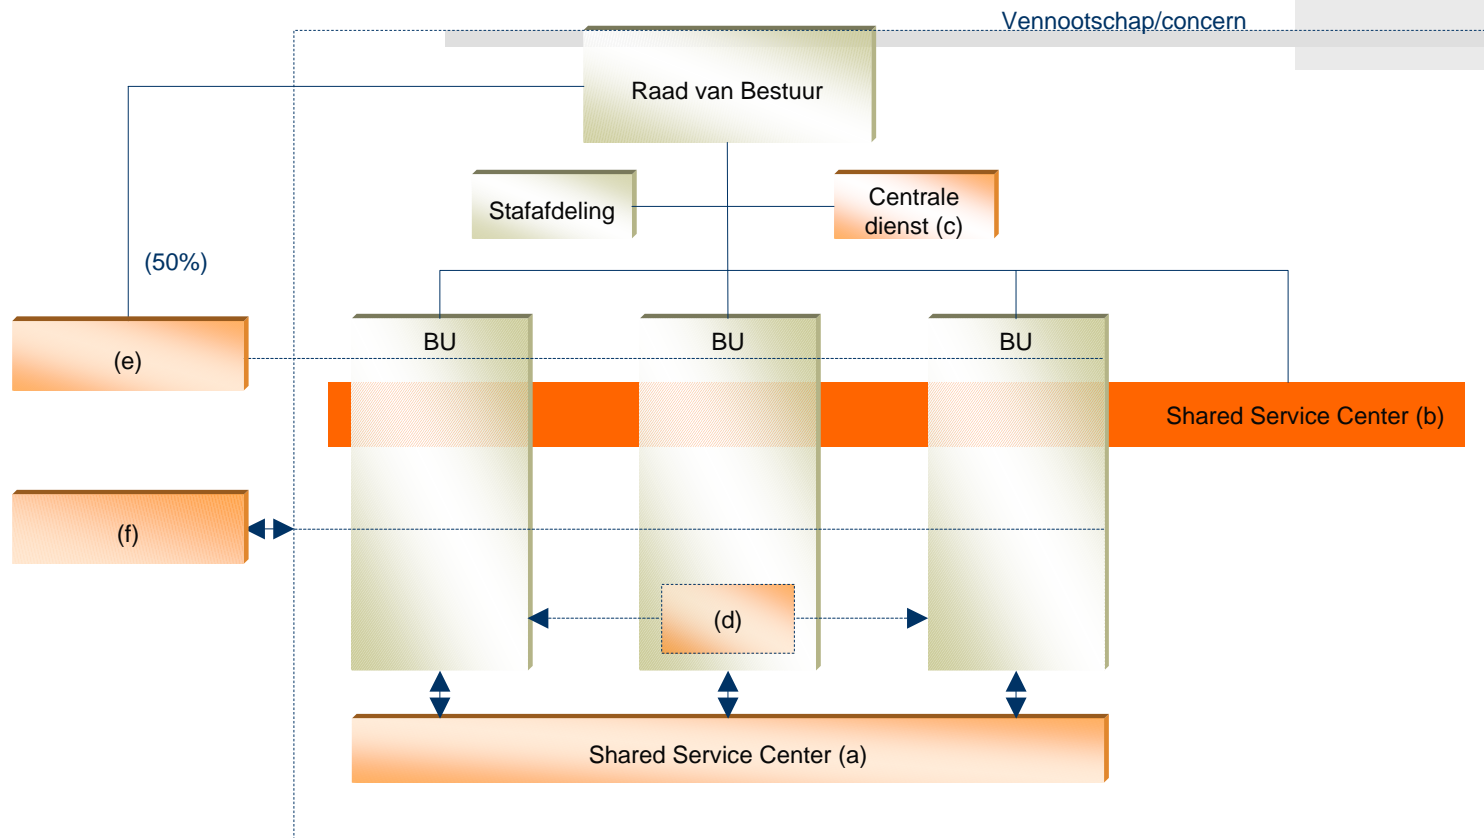 Vennootschap/concern
Raad van Bestuur
Stafafdeling
Centrale
dienst (c)
(50%)
BU
BU
BU
(e)
Shared Service Center (b)
(f)
(d)
Shared Service Center (a)